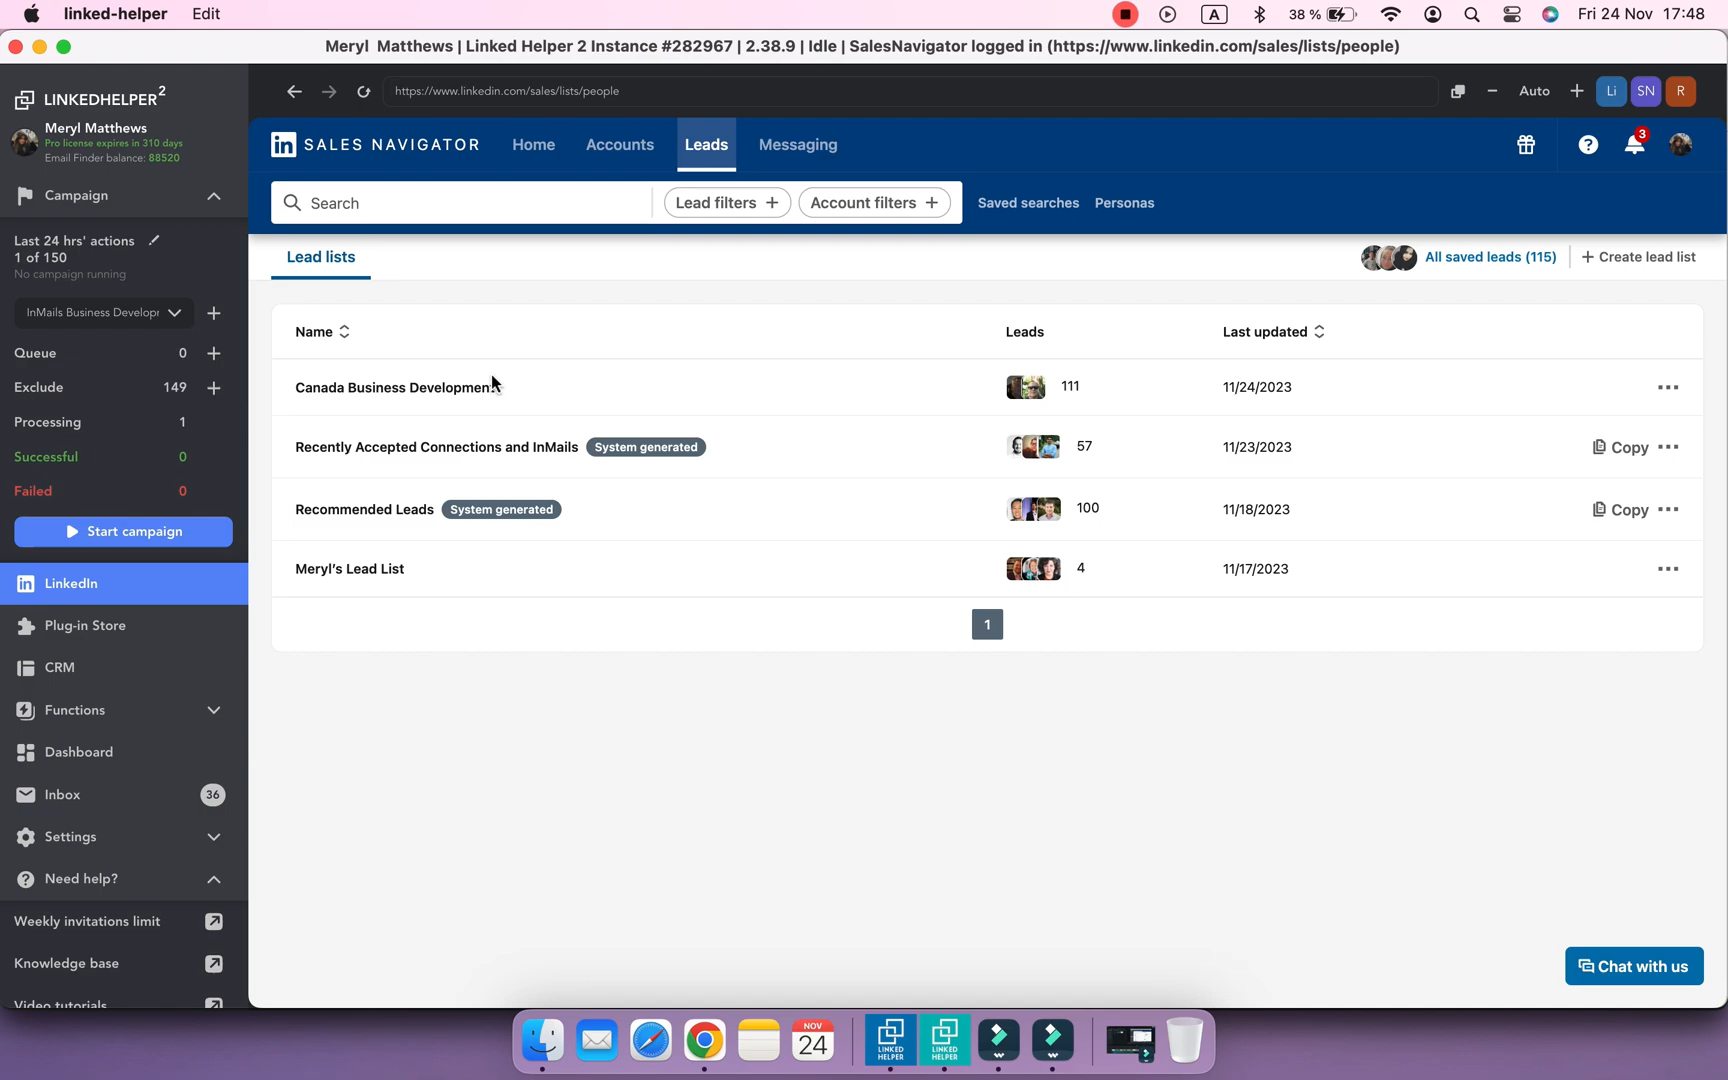 linked-helper Edit
A 38 % Fri 24 Nov 17:48
Meryl Matthews | Linked Helper 2 Instance #282967 | 2.38.9 | Idle | SalesNavigator logged in (https://www.linkedin.com/sales/lists/people)
LINKEDHELPER 2
https://www.linkedin.com/sales/lists/people
Auto Li SN R
Meryl Matthews
Pro license expires in 310 days
Email Finder balance: 88520
in SALES NAVIGATOR Home Accounts Leads Messaging ? 3
Campaign
Search Lead filters + Account filters + Saved searches Personas
Last 24 hrs' actions
1 of 150
No campaign running
Lead lists All saved leads (115) + Create lead list
InMails Business Develop
Name Leads Last updated
Queue 0
Exclude 149
Canada Business Development 111 11/24/2023
Processing 1
Successful 0
Recently Accepted Connections and InMails System generated 57 11/23/2023 Copy
Failed 0
Recommended Leads System generated 100 11/18/2023 Copy
Start campaign
Meryl's Lead List 4 11/17/2023
in LinkedIn
1
Plug-in Store
CRM
Functions
Dashboard
Inbox 36
Settings
? Need help?
Weekly invitations limit
Knowledge base
Chat with us
Video tutorials
NOV
24
LINKED
HELPER
LINKED
HELPER